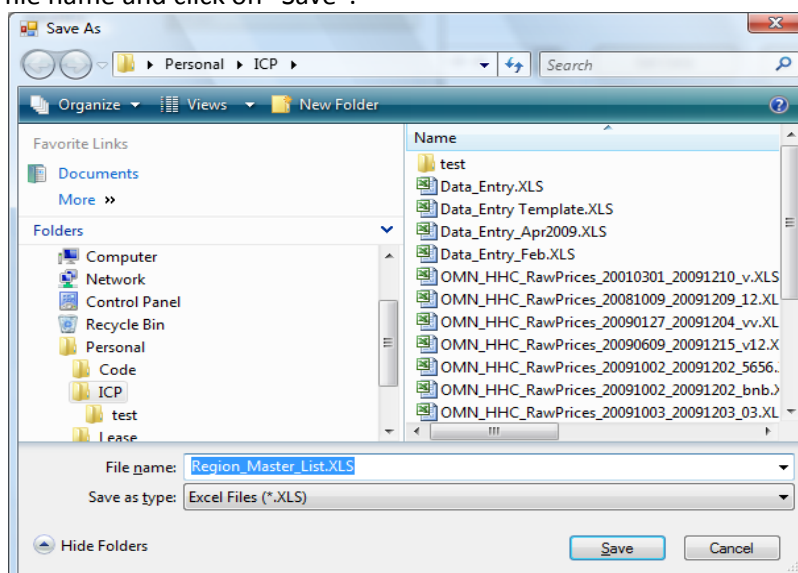 file name and click on "Save".
Save As
Personal ▸ ICP ▸
Search
Organize
Views
New Folder
Favorite Links
Documents
More »
Folders
Computer
Network
Control Panel
Recycle Bin
Personal
Code
ICP
test
Lease
Name
test
Data_Entry.XLS
Data_Entry Template.XLS
Data_Entry_Apr2009.XLS
Data_Entry_Feb.XLS
OMN_HHC_RawPrices_20010301_20091210_v.XLS
OMN_HHC_RawPrices_20081009_20091209_12.XL
OMN_HHC_RawPrices_20090127_20091204_vv.XL
OMN_HHC_RawPrices_20090609_20091215_v12.X
OMN_HHC_RawPrices_20091002_20091202_5656.
OMN_HHC_RawPrices_20091002_20091202_bnb.X
OMN_HHC_RawPrices_20091003_20091203_03.XL
File name: Region_Master_List.XLS
Save as type: Excel Files (*.XLS)
Hide Folders
Save
Cancel